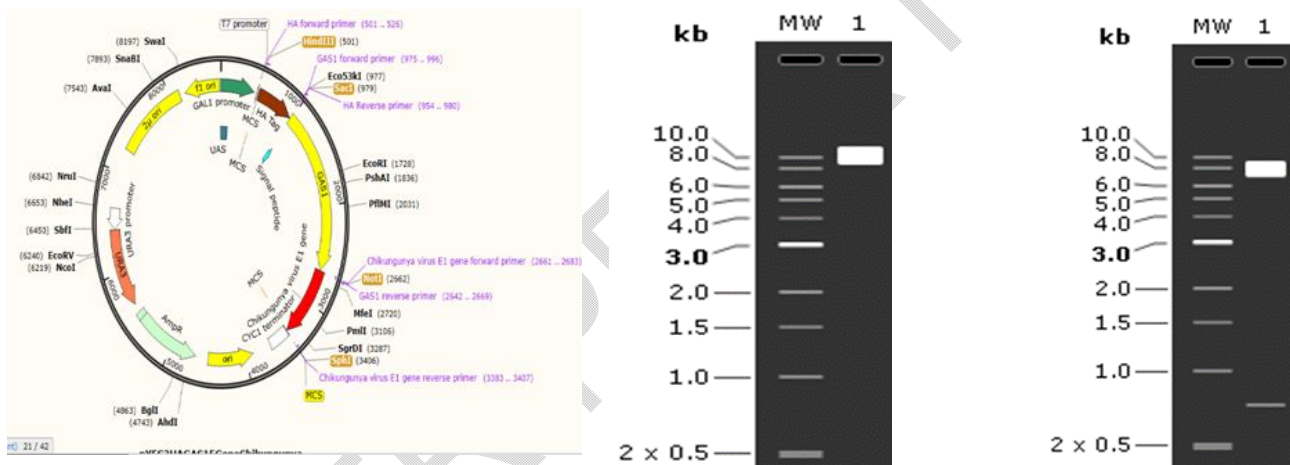 T7 promoter
HA forward primer (501 .. 526)
HindIII (501)
GAS1 forward primer (975 .. 996)
Eco53kI (977)
SacI (979)
HA Reverse primer (954 .. 980)
(8197) SwaI
(7893) SnaBI
(7543) AvaI
f1 ori
GAL1 promoter
MCS
HA Tag
1000
8000
2μ ori
UAS
MCS
Signal peptide
EcoRI (1728)
PshAI (1836)
PflMI (2031)
GAS1
2000
(6842) NruI
7000
(6653) NheI
(6453) SbfI
(6240) EcoRV
(6219) NcoI
URA3 promoter
URA3
6000
Chikungunya virus E1 gene forward primer (2661 .. 2683)
NotI (2662)
GAS1 reverse primer (2642 .. 2669)
MfeI (2720)
PmlI (3106)
SgrDI (3287)
SphI (3406)
Chikungunya virus E1 gene reverse primer (3383 .. 3407)
MCS
Chikungunya virus E1 gene
CYC1 terminator
MCS
3000
4000
5000
AmpR
ori
(4863) BglI
(4743) AhdI
21 / 42
kb
MW 1
10.0
8.0
6.0
5.0
4.0
3.0
2.0
1.5
1.0
2 x 0.5
kb
MW 1
10.0
8.0
6.0
5.0
4.0
3.0
2.0
1.5
1.0
2 x 0.5